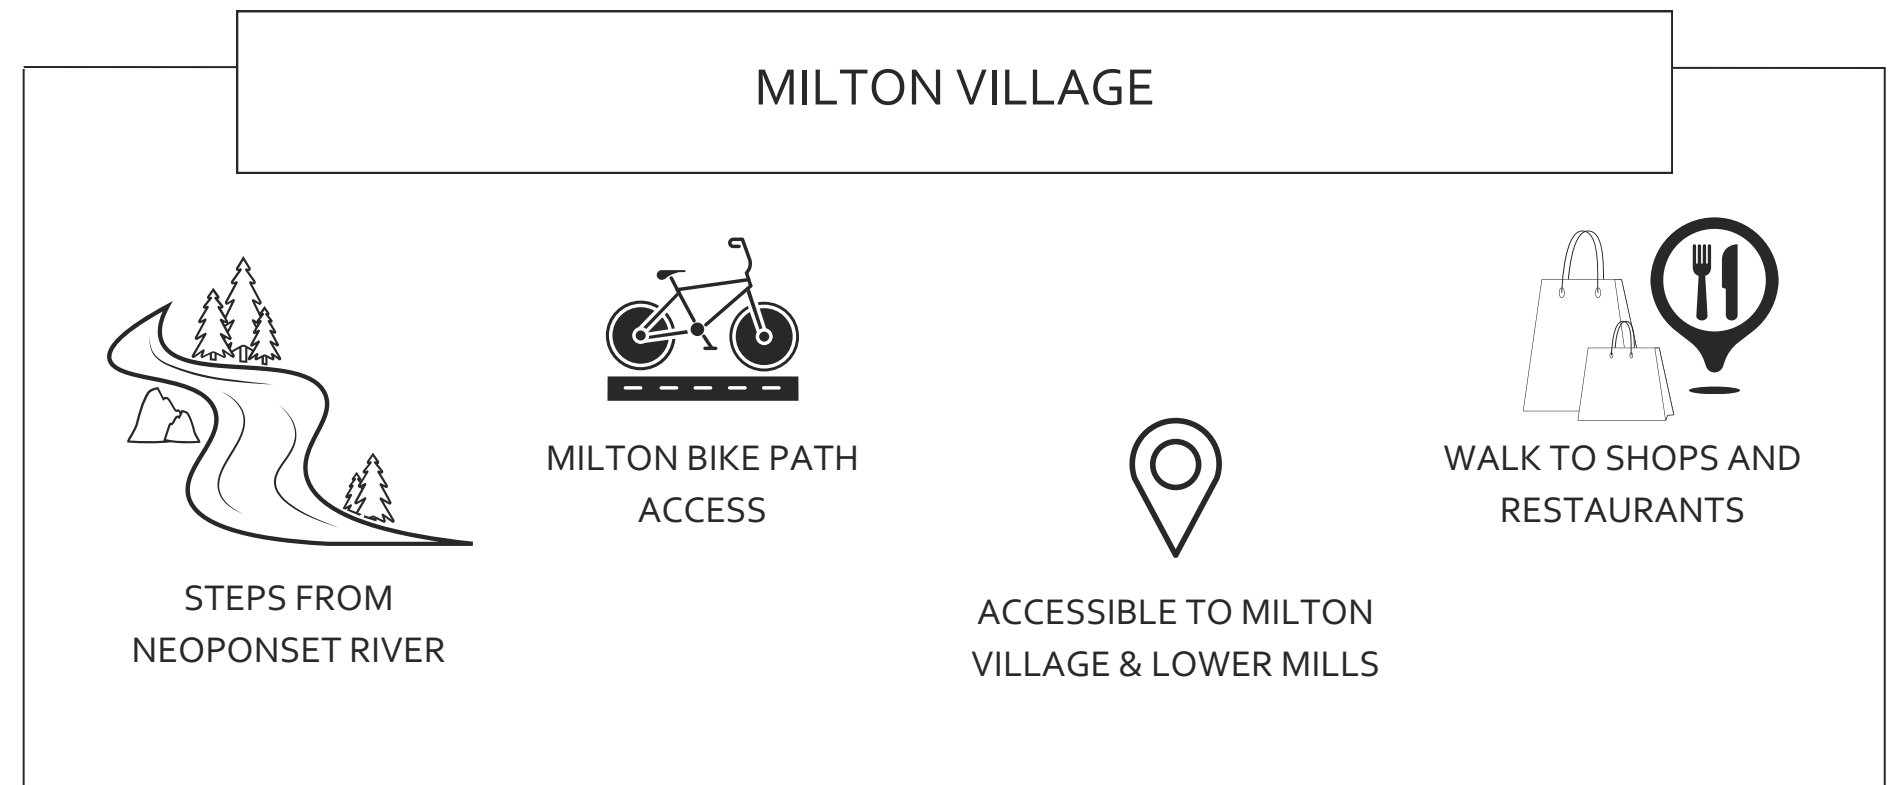 MILTON VILLAGE
STEPS FROM
NEOPONSET RIVER
MILTON BIKE PATH
ACCESS
ACCESSIBLE TO MILTON
VILLAGE & LOWER MILLS
WALK TO SHOPS AND
RESTAURANTS